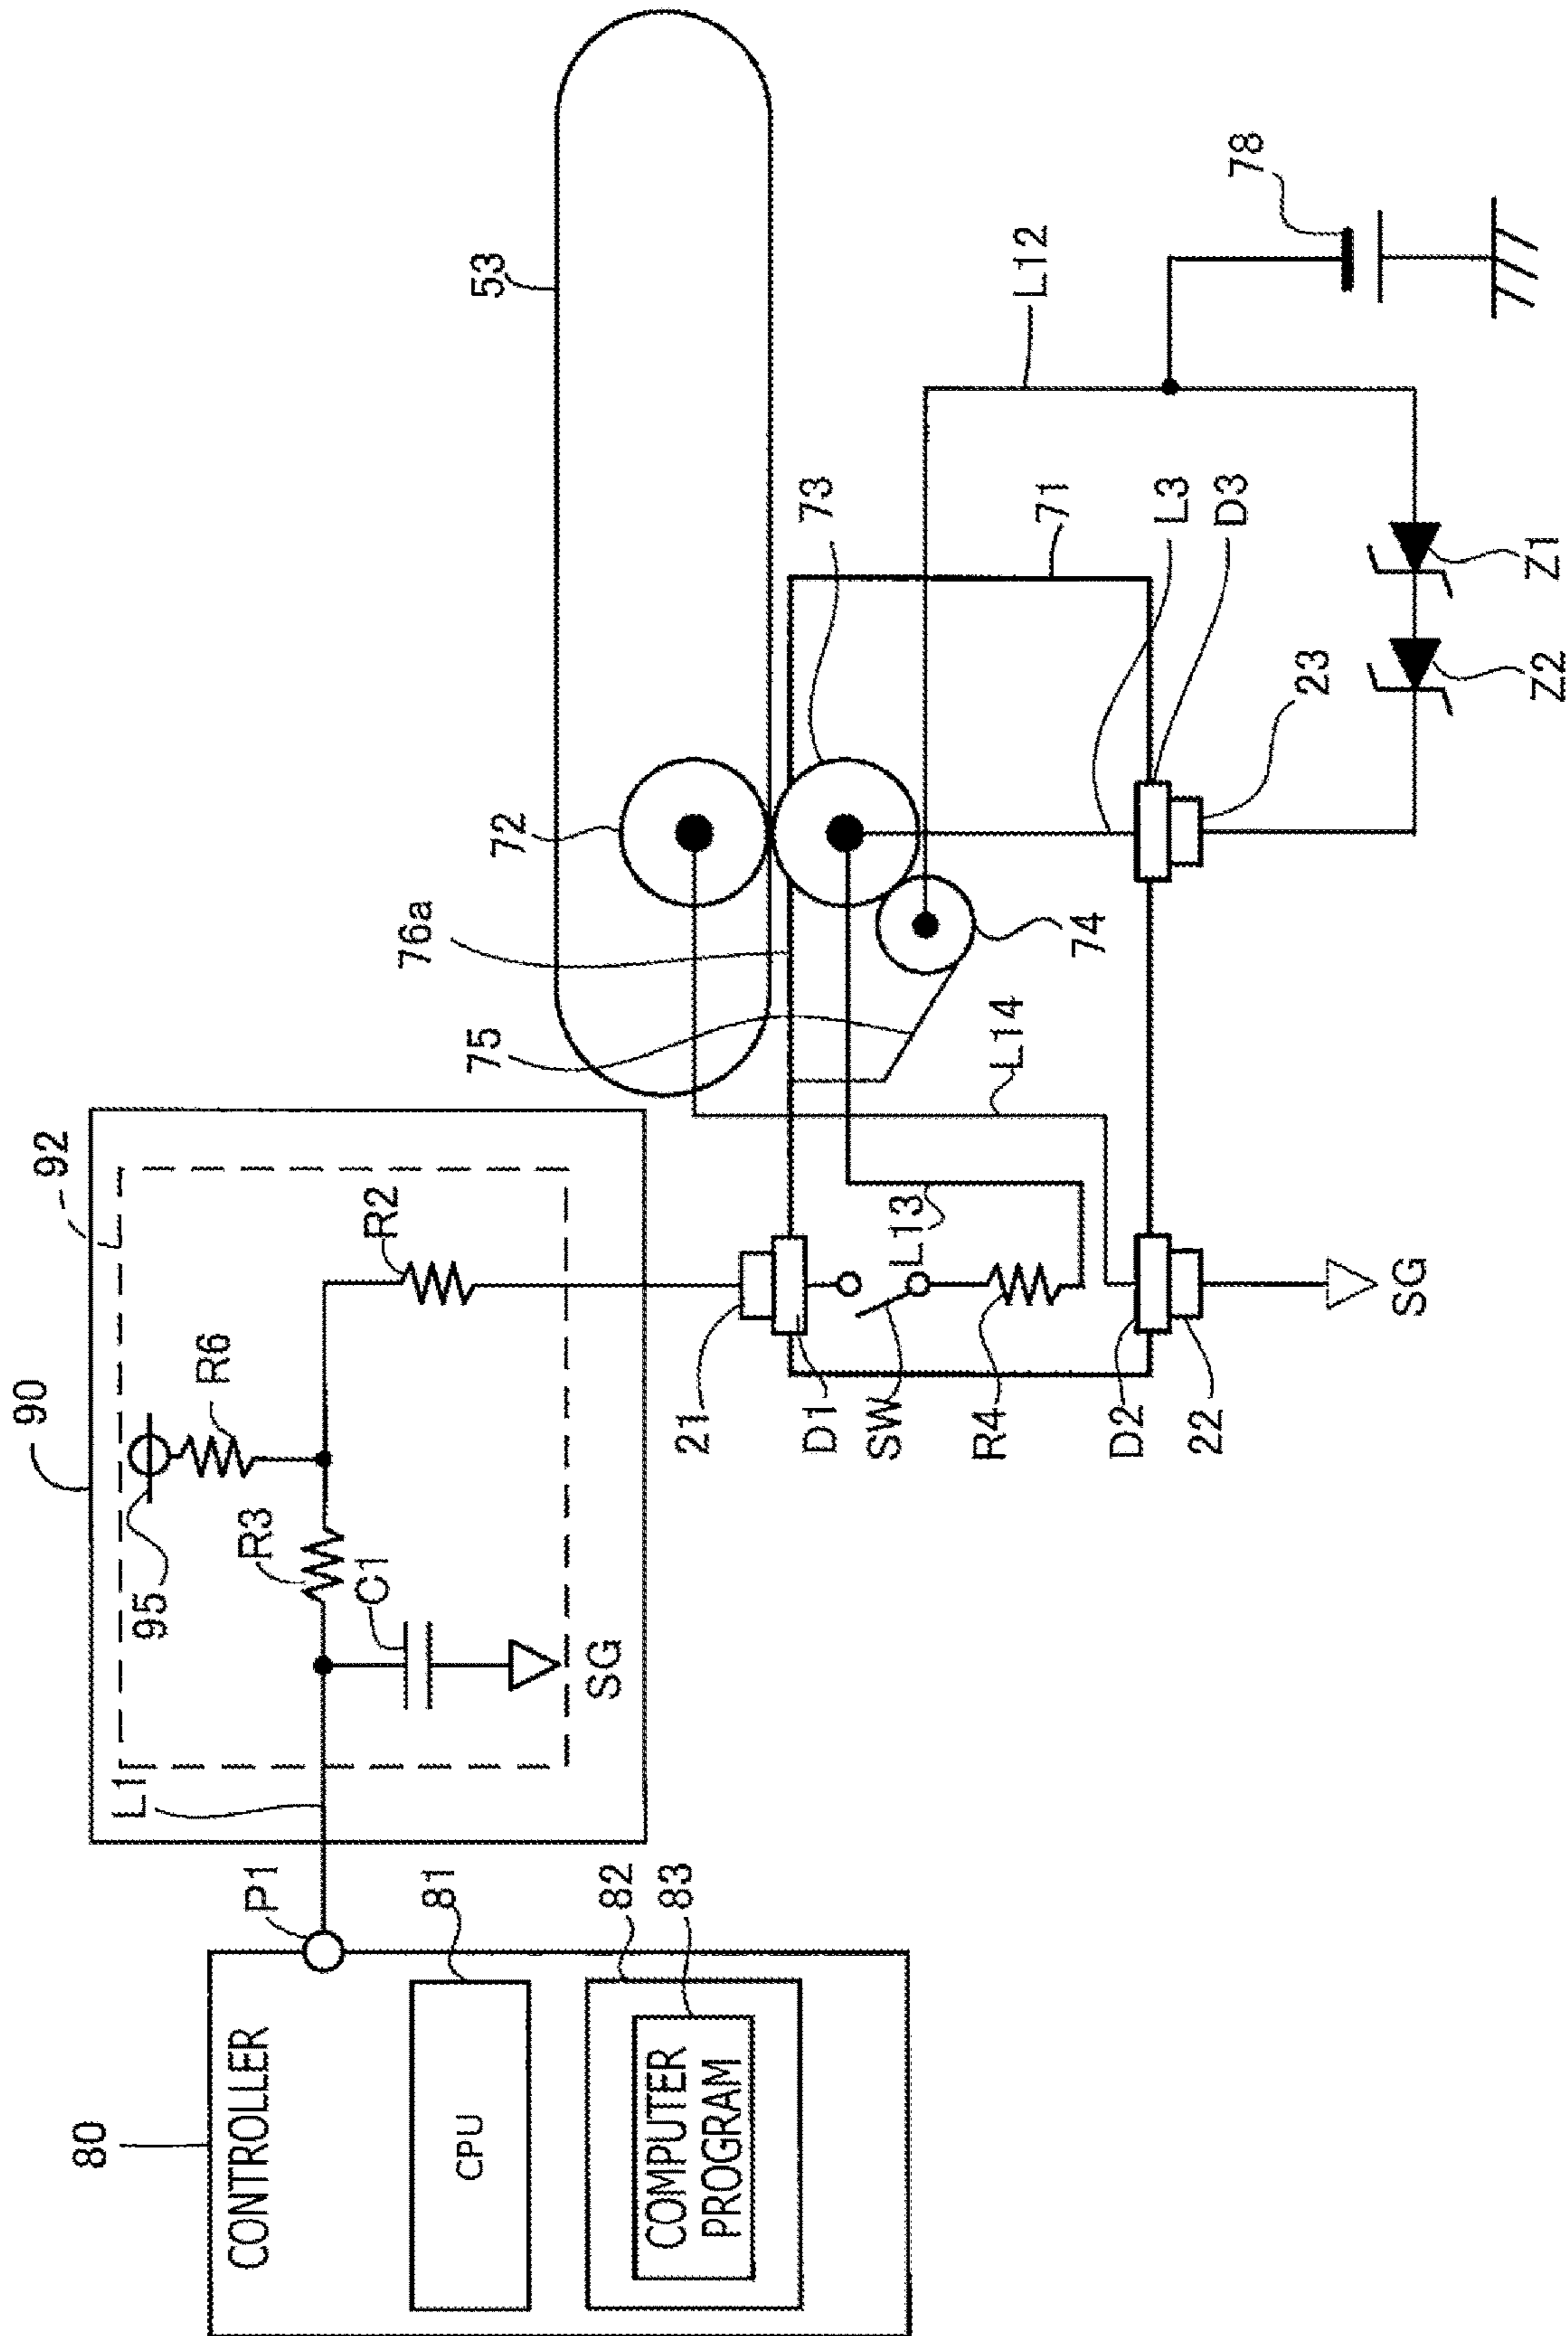 80
CONTROLLER
P1
CPU
81
82
83
COMPUTER
PROGRAM
90
92
L1
95
R3
R6
C1
SG
R2
21
D1
SW
R4
D2
22
SG
L13
L14
75
76a
72
53
73
74
71
L3
D3
23
L12
78
Z2
Z1